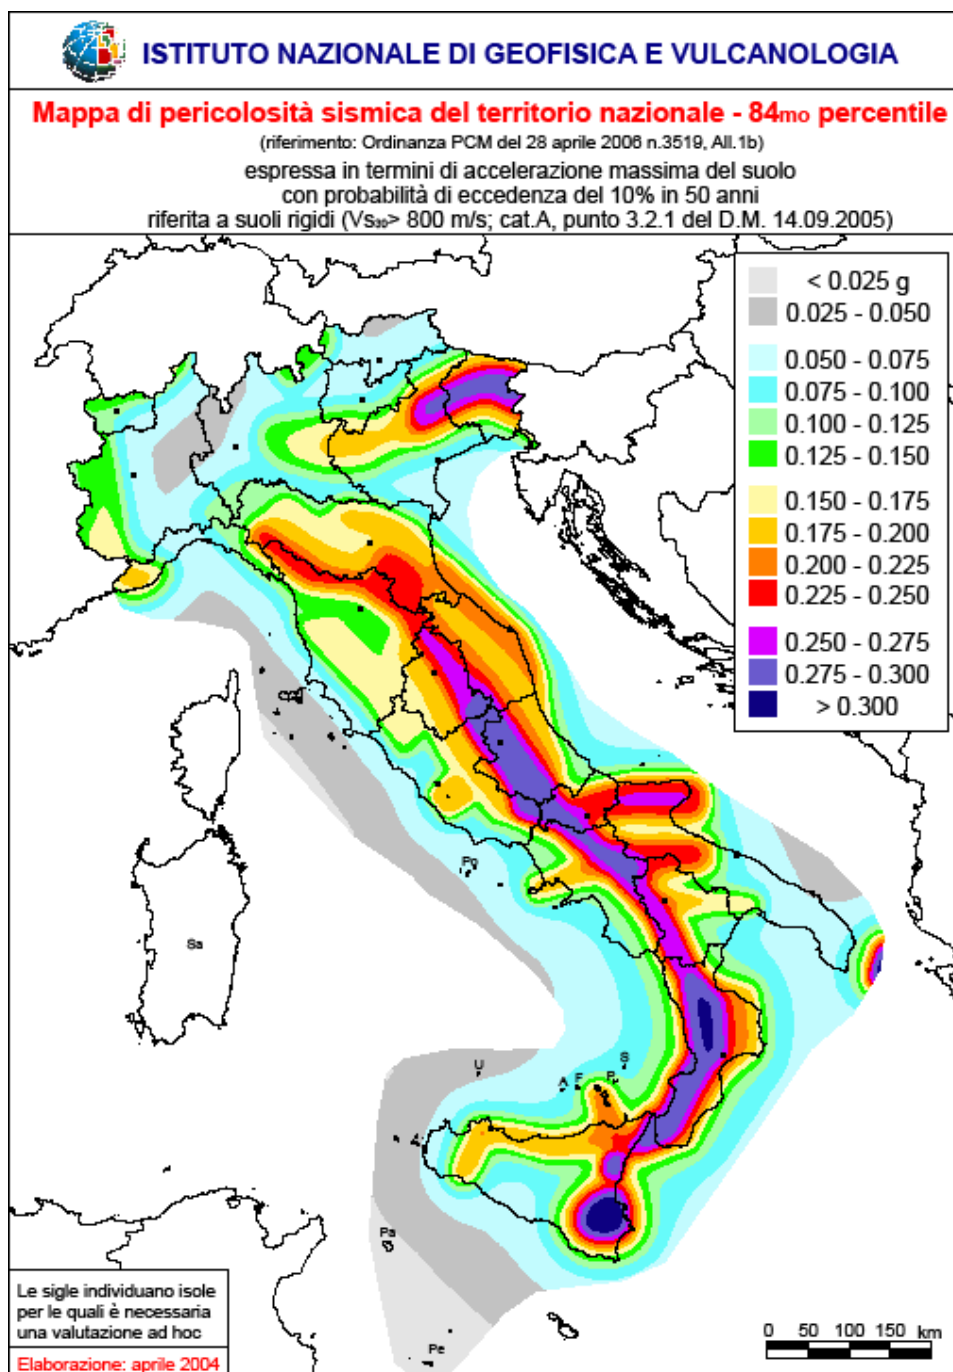 ISTITUTO NAZIONALE DI GEOFISICA E VULCANOLOGIA
Mappa di pericolosità sismica del territorio nazionale - 84mo percentile
(riferimento: Ordinanza PCM del 28 aprile 2006 n.3519, All.1b)
espressa in termini di accelerazione massima del suolo
con probabilità di eccedenza del 10% in 50 anni
riferita a suoli rigidi (Vs₃₀> 800 m/s; cat.A, punto 3.2.1 del D.M. 14.09.2005)
< 0.025 g
0.025 - 0.050
0.050 - 0.075
0.075 - 0.100
0.100 - 0.125
0.125 - 0.150
0.150 - 0.175
0.175 - 0.200
0.200 - 0.225
0.225 - 0.250
0.250 - 0.275
0.275 - 0.300
> 0.300
Po
Sa
U
A F P S
Pa
Pe
Le sigle individuano isole
per le quali è necessaria
una valutazione ad hoc
Elaborazione: aprile 2004
0 50 100 150 km